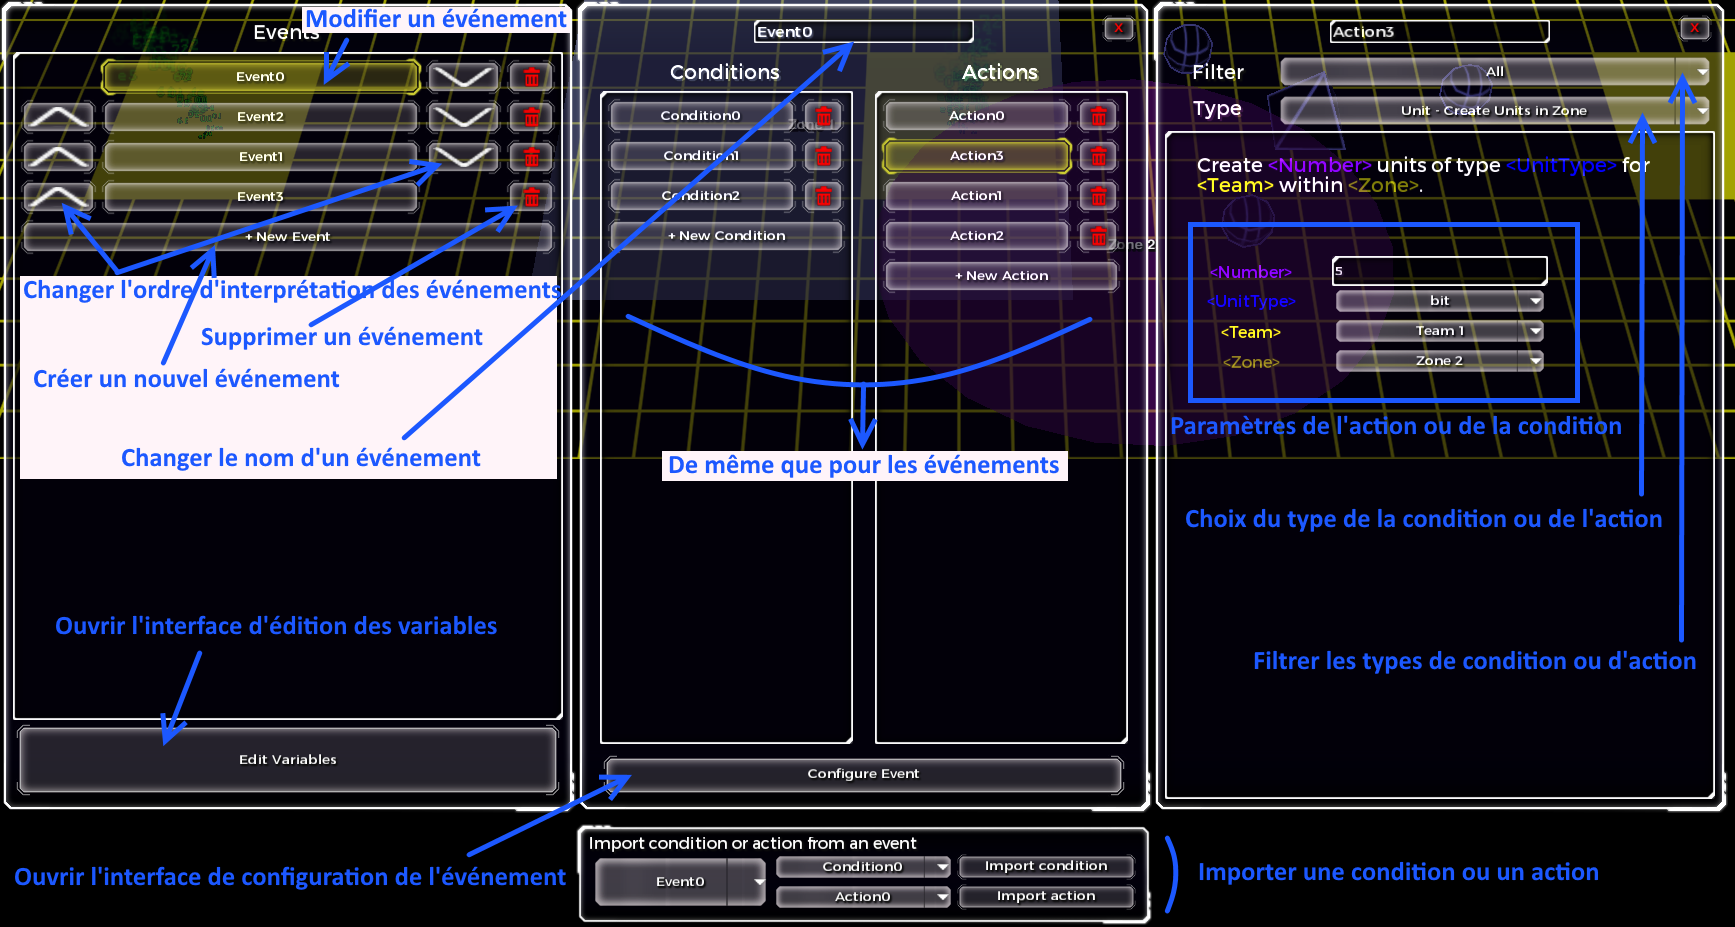 Modifier un événement
Events
Event0
Event2
Event1
Event3
+ New Event
Changer l'ordre d'interprétation des événements
Supprimer un événement
Créer un nouvel événement
Changer le nom d'un événement
Ouvrir l'interface d'édition des variables
Edit Variables
Ouvrir l'interface de configuration de l'événement
Event0
X
Conditions
Condition0
Condition1
Condition2
+ New Condition
Actions
Action0
Action3
Action1
Action2
+ New Action
Zone 1
Zone 2
De même que pour les événements
Configure Event
Import condition or action from an event
Event0
Condition0
Import condition
Action0
Import action
Importer une condition ou un action
Action3
X
Filter
All
Type
Unit - Create Units in Zone
Create <Number> units of type <UnitType> for
<Team> within <Zone>.
<Number>
5
<UnitType>
bit
<Team>
Team 1
<Zone>
Zone 2
Paramètres de l'action ou de la condition
Choix du type de la condition ou de l'action
Filtrer les types de condition ou d'action